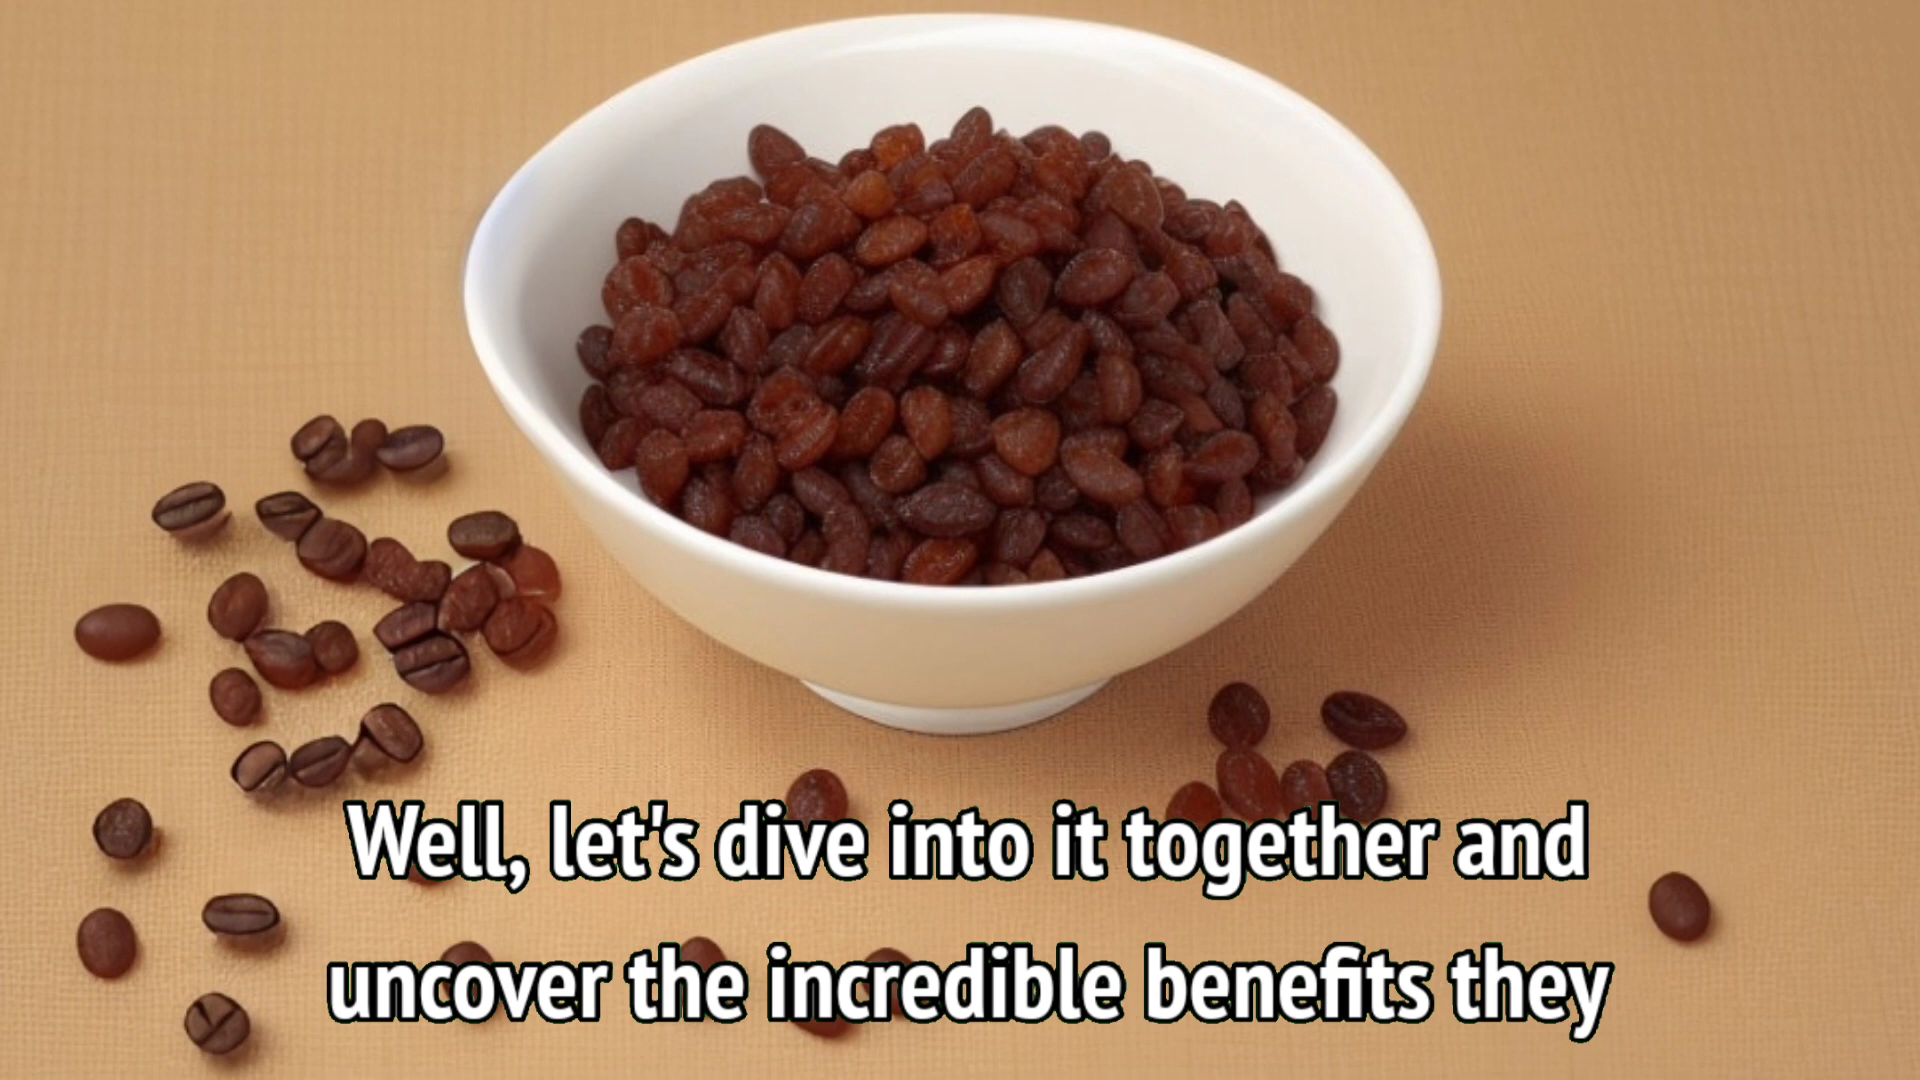 Well, let's dive into it together and
uncover the incredible benefits they